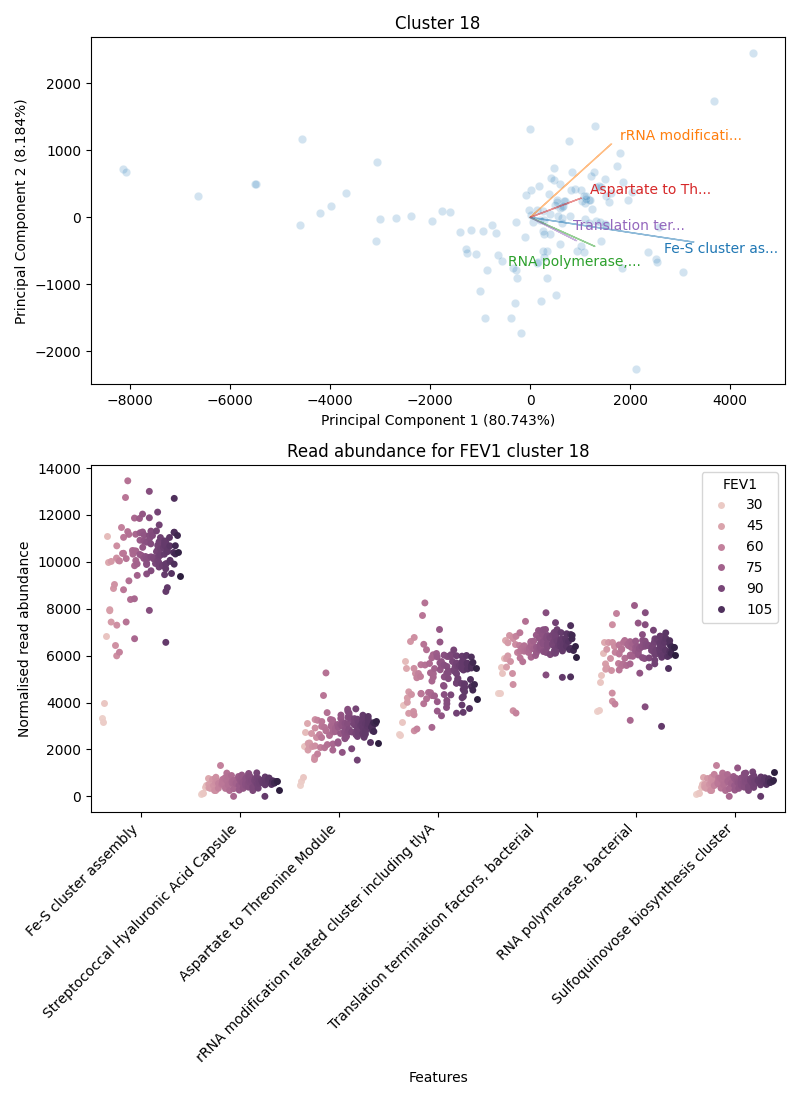 Cluster 18
Principal Component 2 (8.184%)
2000
1000
0
−1000
−2000
rRNA modificati...
Aspartate to Th...
Translation ter...
Fe-S cluster as...
RNA polymerase,...
−8000 −6000 −4000 −2000 0 2000 4000
Principal Component 1 (80.743%)
Read abundance for FEV1 cluster 18
Normalised read abundance
14000
12000
10000
8000
6000
4000
2000
0
FEV1
30
45
60
75
90
105
Fe-S cluster assembly
Streptococcal Hyaluronic Acid Capsule
Aspartate to Threonine Module
rRNA modification related cluster including tlyA
Translation termination factors, bacterial
RNA polymerase, bacterial
Sulfoquinovose biosynthesis cluster
Features